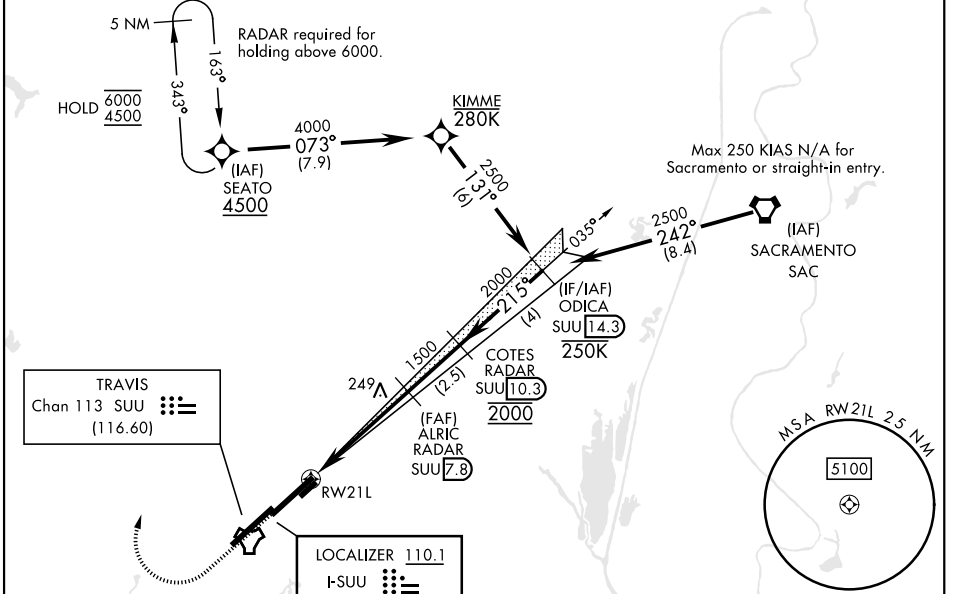 5 NM
RADAR required for
holding above 6000.
163°
343°
HOLD 6000
4500
(IAF)
SEATO
4500
4000
073°
(7.9)
KIMME
280K
2500
131°
(6)
Max 250 KIAS N/A for
Sacramento or straight-in entry.
035°
2500
242°
(8.4)
(IAF)
SACRAMENTO
SAC
2000
215°
(4)
(IF/IAF)
ODICA
SUU 14.3
250K
1500
(2.5)
COTES
RADAR
SUU 10.3
2000
249
(FAF)
ALRIC
RADAR
SUU 7.8
TRAVIS
Chan 113 SUU
(116.60)
RW21L
LOCALIZER 110.1
I-SUU
MSA RW21L 25 NM
5100